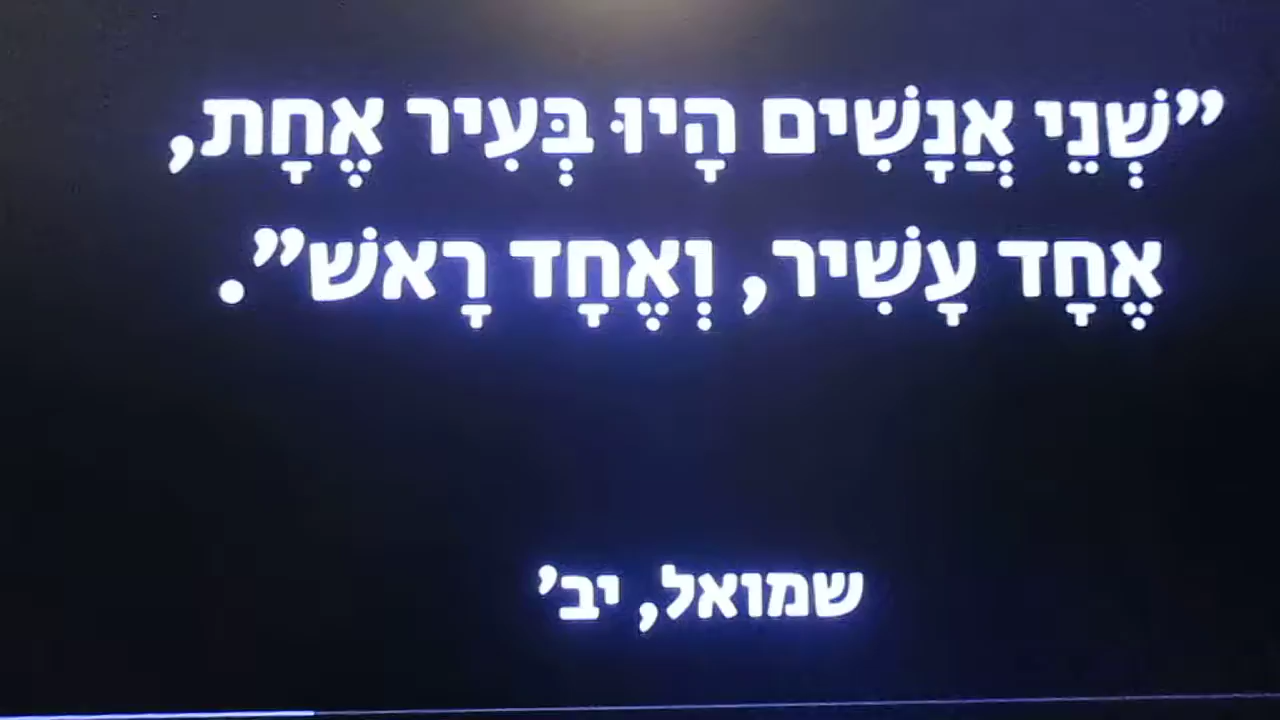 ”שְׁנֵי אֲנָשִׁים הָיוּ בְּעִיר אֶחָת,
אֶחָד עָשִׁיר, וְאֶחָד רָאשׁ”.
שמואל, יב’